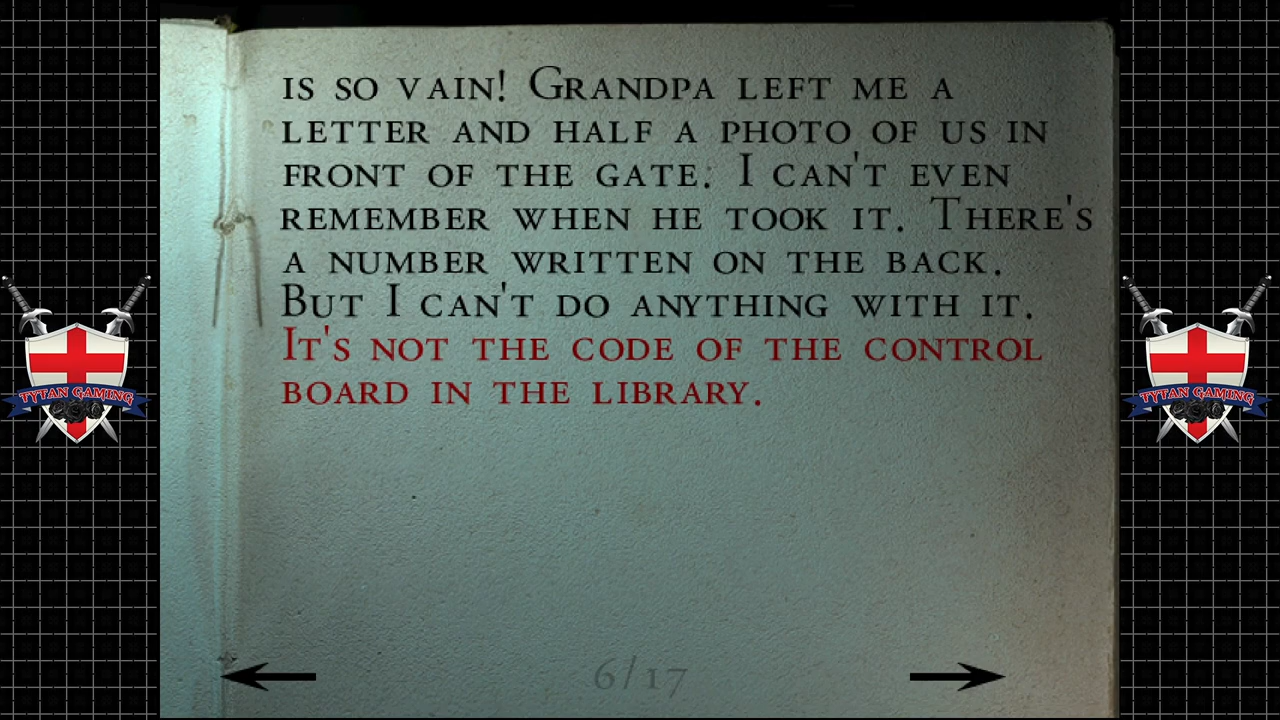 IS SO VAIN! GRANDPA LEFT ME A
LETTER AND HALF A PHOTO OF US IN
FRONT OF THE GATE. I CAN'T EVEN
REMEMBER WHEN HE TOOK IT. THERE'S
A NUMBER WRITTEN ON THE BACK.
BUT I CAN'T DO ANYTHING WITH IT.
IT'S NOT THE CODE OF THE CONTROL
BOARD IN THE LIBRARY.
TYTAN GAMING
TYTAN GAMING
6/17